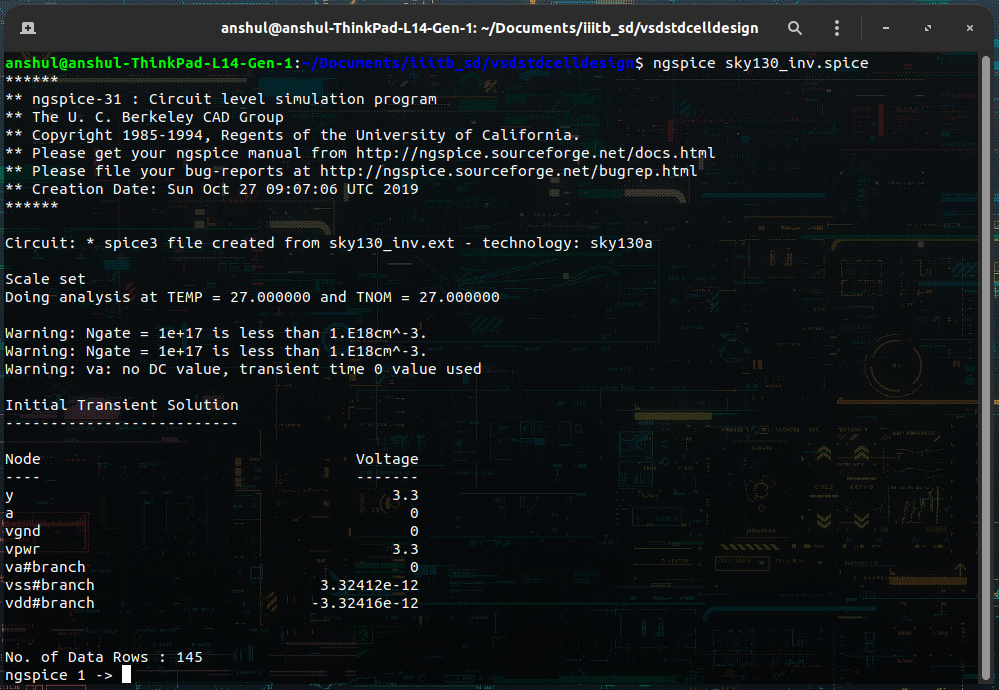 anshul@anshul-ThinkPad-L14-Gen-1: ~/Documents/iiitb_sd/vsdstdcelldesign
anshul@anshul-ThinkPad-L14-Gen-1:~/Documents/iiitb_sd/vsdstdcelldesign$ ngspice sky130_inv.spice
******
** ngspice-31 : Circuit level simulation program
** The U. C. Berkeley CAD Group
** Copyright 1985-1994, Regents of the University of California.
** Please get your ngspice manual from http://ngspice.sourceforge.net/docs.html
** Please file your bug-reports at http://ngspice.sourceforge.net/bugrep.html
** Creation Date: Sun Oct 27 09:07:06 UTC 2019
******
Circuit: * spice3 file created from sky130_inv.ext - technology: sky130a
Scale set
Doing analysis at TEMP = 27.000000 and TNOM = 27.000000
Warning: Ngate = 1e+17 is less than 1.E18cm^-3.
Warning: Ngate = 1e+17 is less than 1.E18cm^-3.
Warning: va: no DC value, transient time 0 value used
Initial Transient Solution
--------------------------
Node Voltage
---- -------
y 3.3
a 0
vgnd 0
vpwr 3.3
va#branch 0
vss#branch 3.32412e-12
vdd#branch -3.32416e-12
No. of Data Rows : 145
ngspice 1 ->